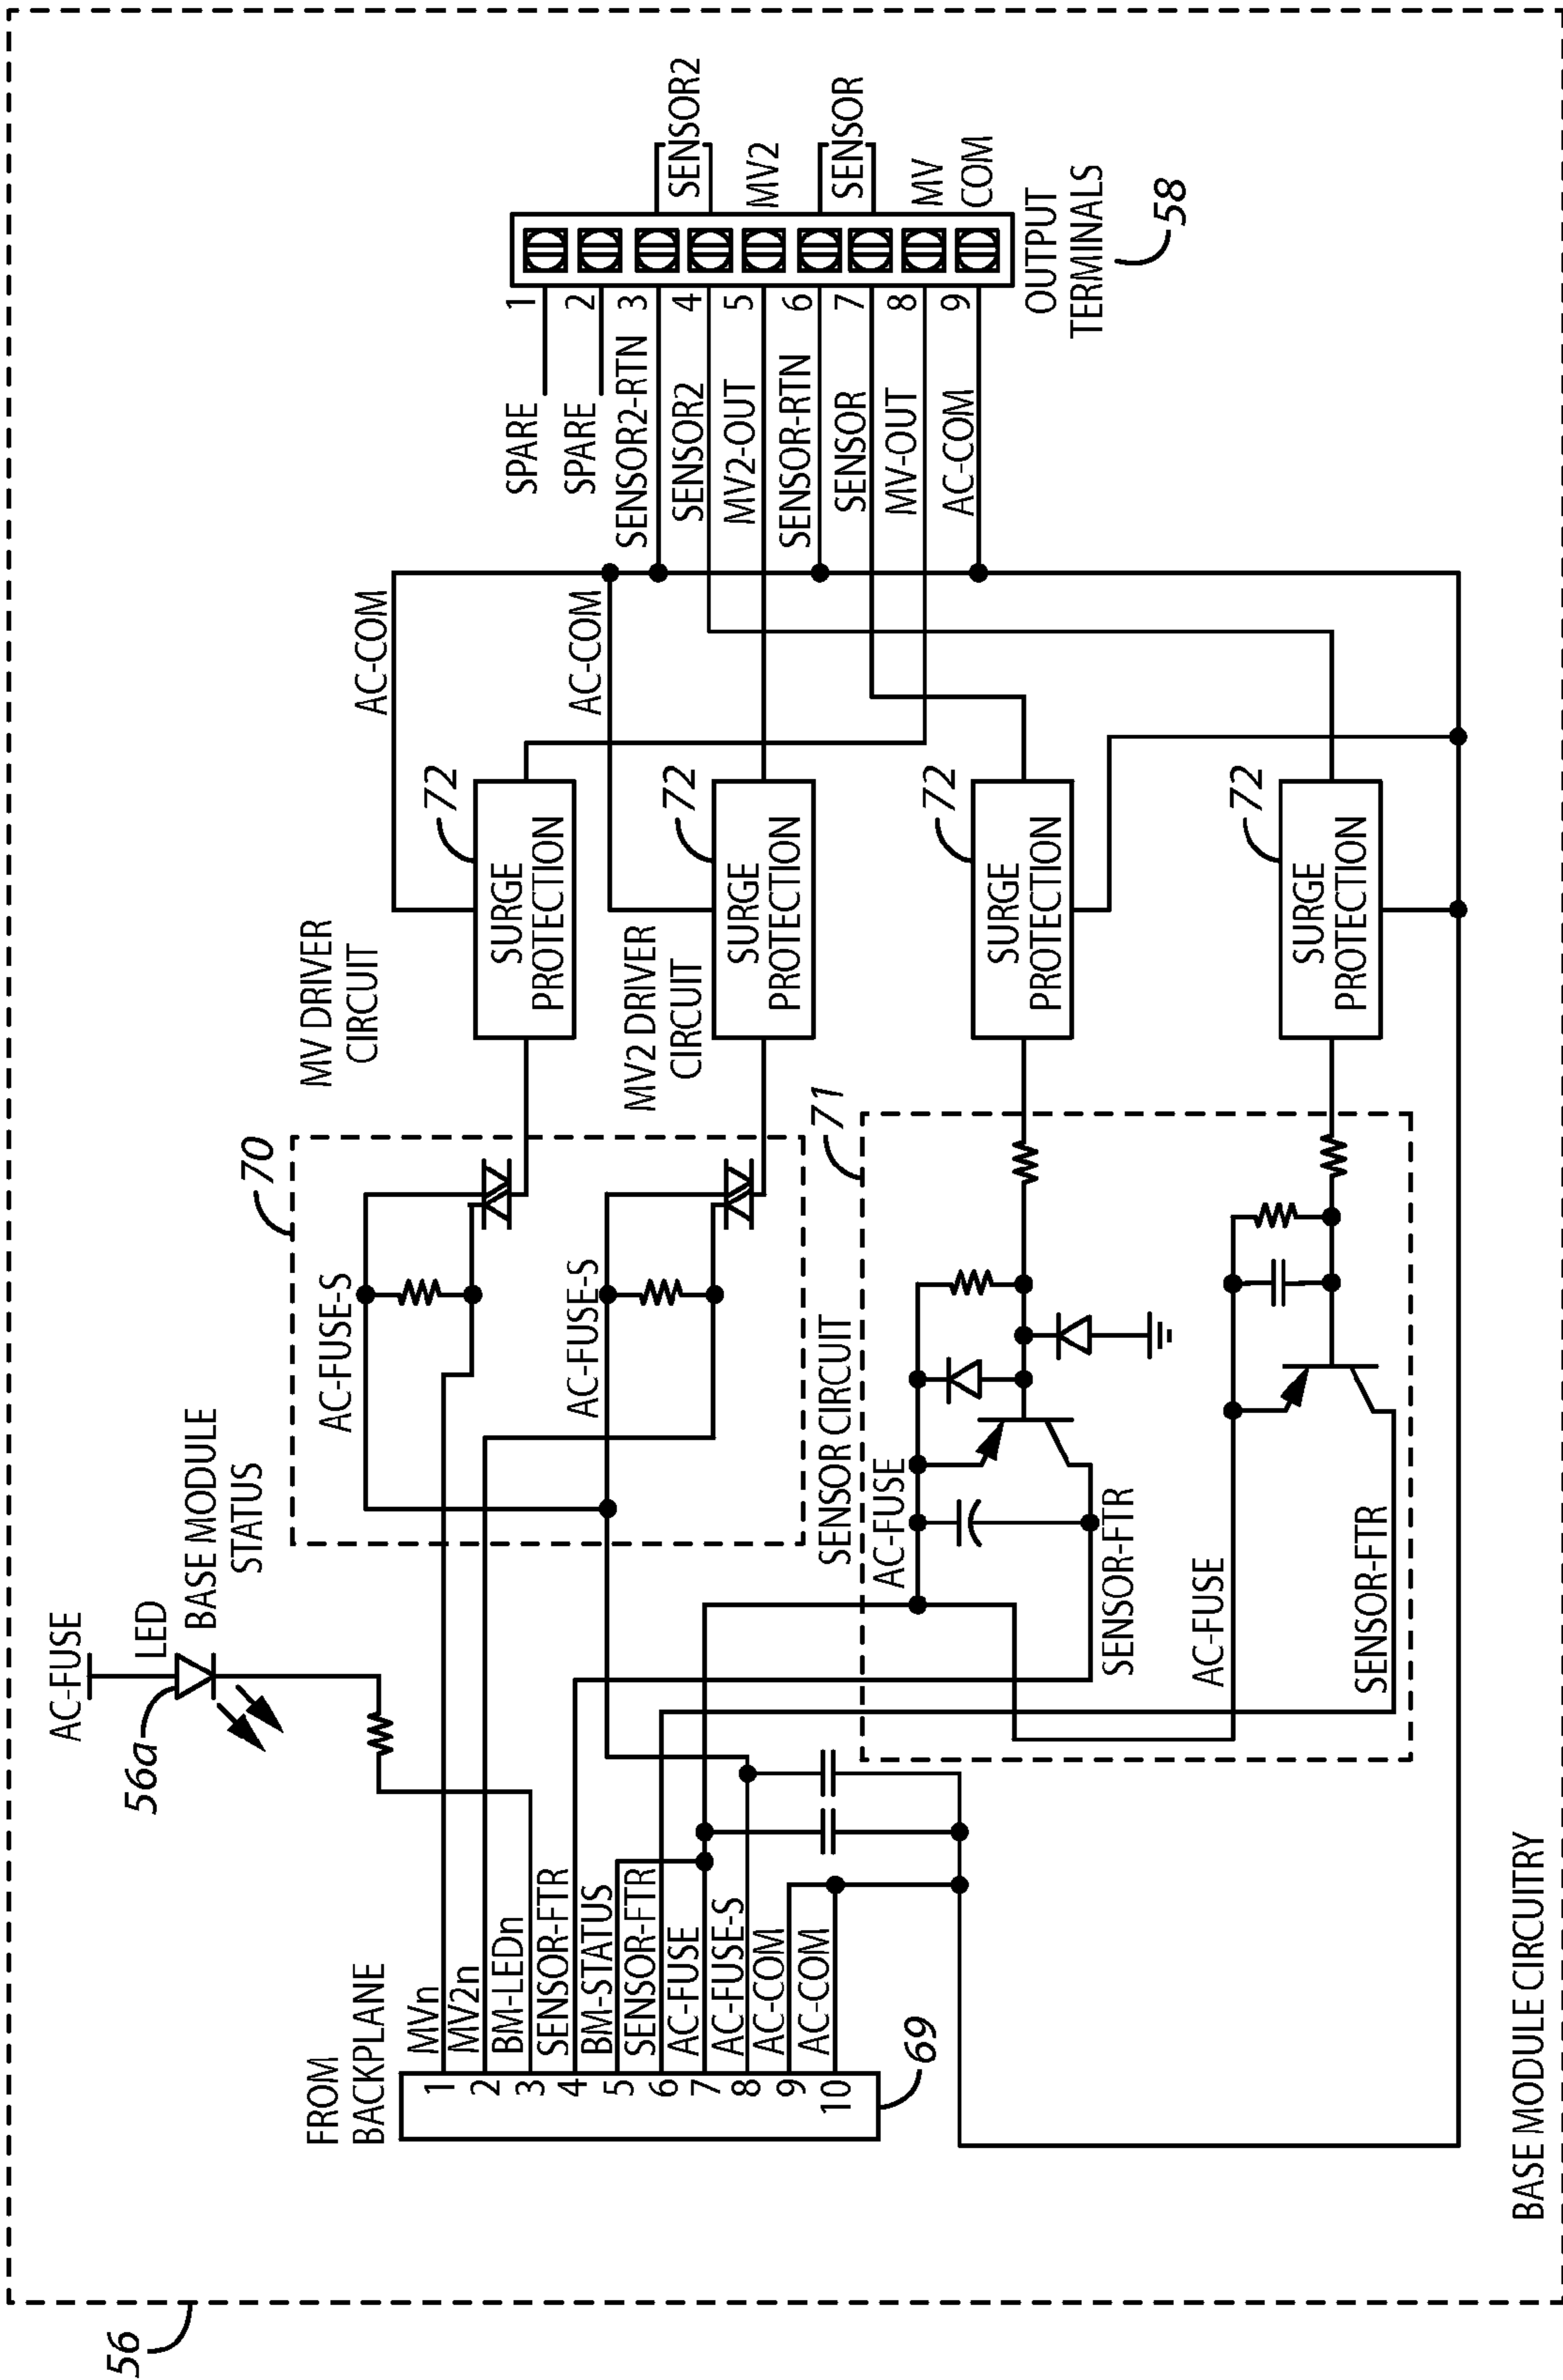 56
AC-FUSE
LED
56a
BASE MODULE
STATUS
FROM
BACKPLANE
1 MVn
2 MV2n
3 BM-LEDn
4 SENSOR-FTR
5 BM-STATUS
6 SENSOR-FTR
7 AC-FUSE
8 AC-FUSE-S
9 AC-COM
10 AC-COM
69
70
AC-FUSE-S
AC-FUSE-S
MV DRIVER
CIRCUIT
MV2 DRIVER
CIRCUIT
SENSOR CIRCUIT
71
AC-FUSE
SENSOR-FTR
AC-FUSE
SENSOR-FTR
72
SURGE
PROTECTION
72
SURGE
PROTECTION
72
SURGE
PROTECTION
72
SURGE
PROTECTION
AC-COM
AC-COM
SPARE 1
SPARE 2
SENSOR2-RTN 3
SENSOR2 4
MV2-OUT 5
SENSOR-RTN 6
SENSOR 7
MV-OUT 8
AC-COM 9
SENSOR2
MV2
SENSOR
MV
COM
OUTPUT
TERMINALS
58
BASE MODULE CIRCUITRY